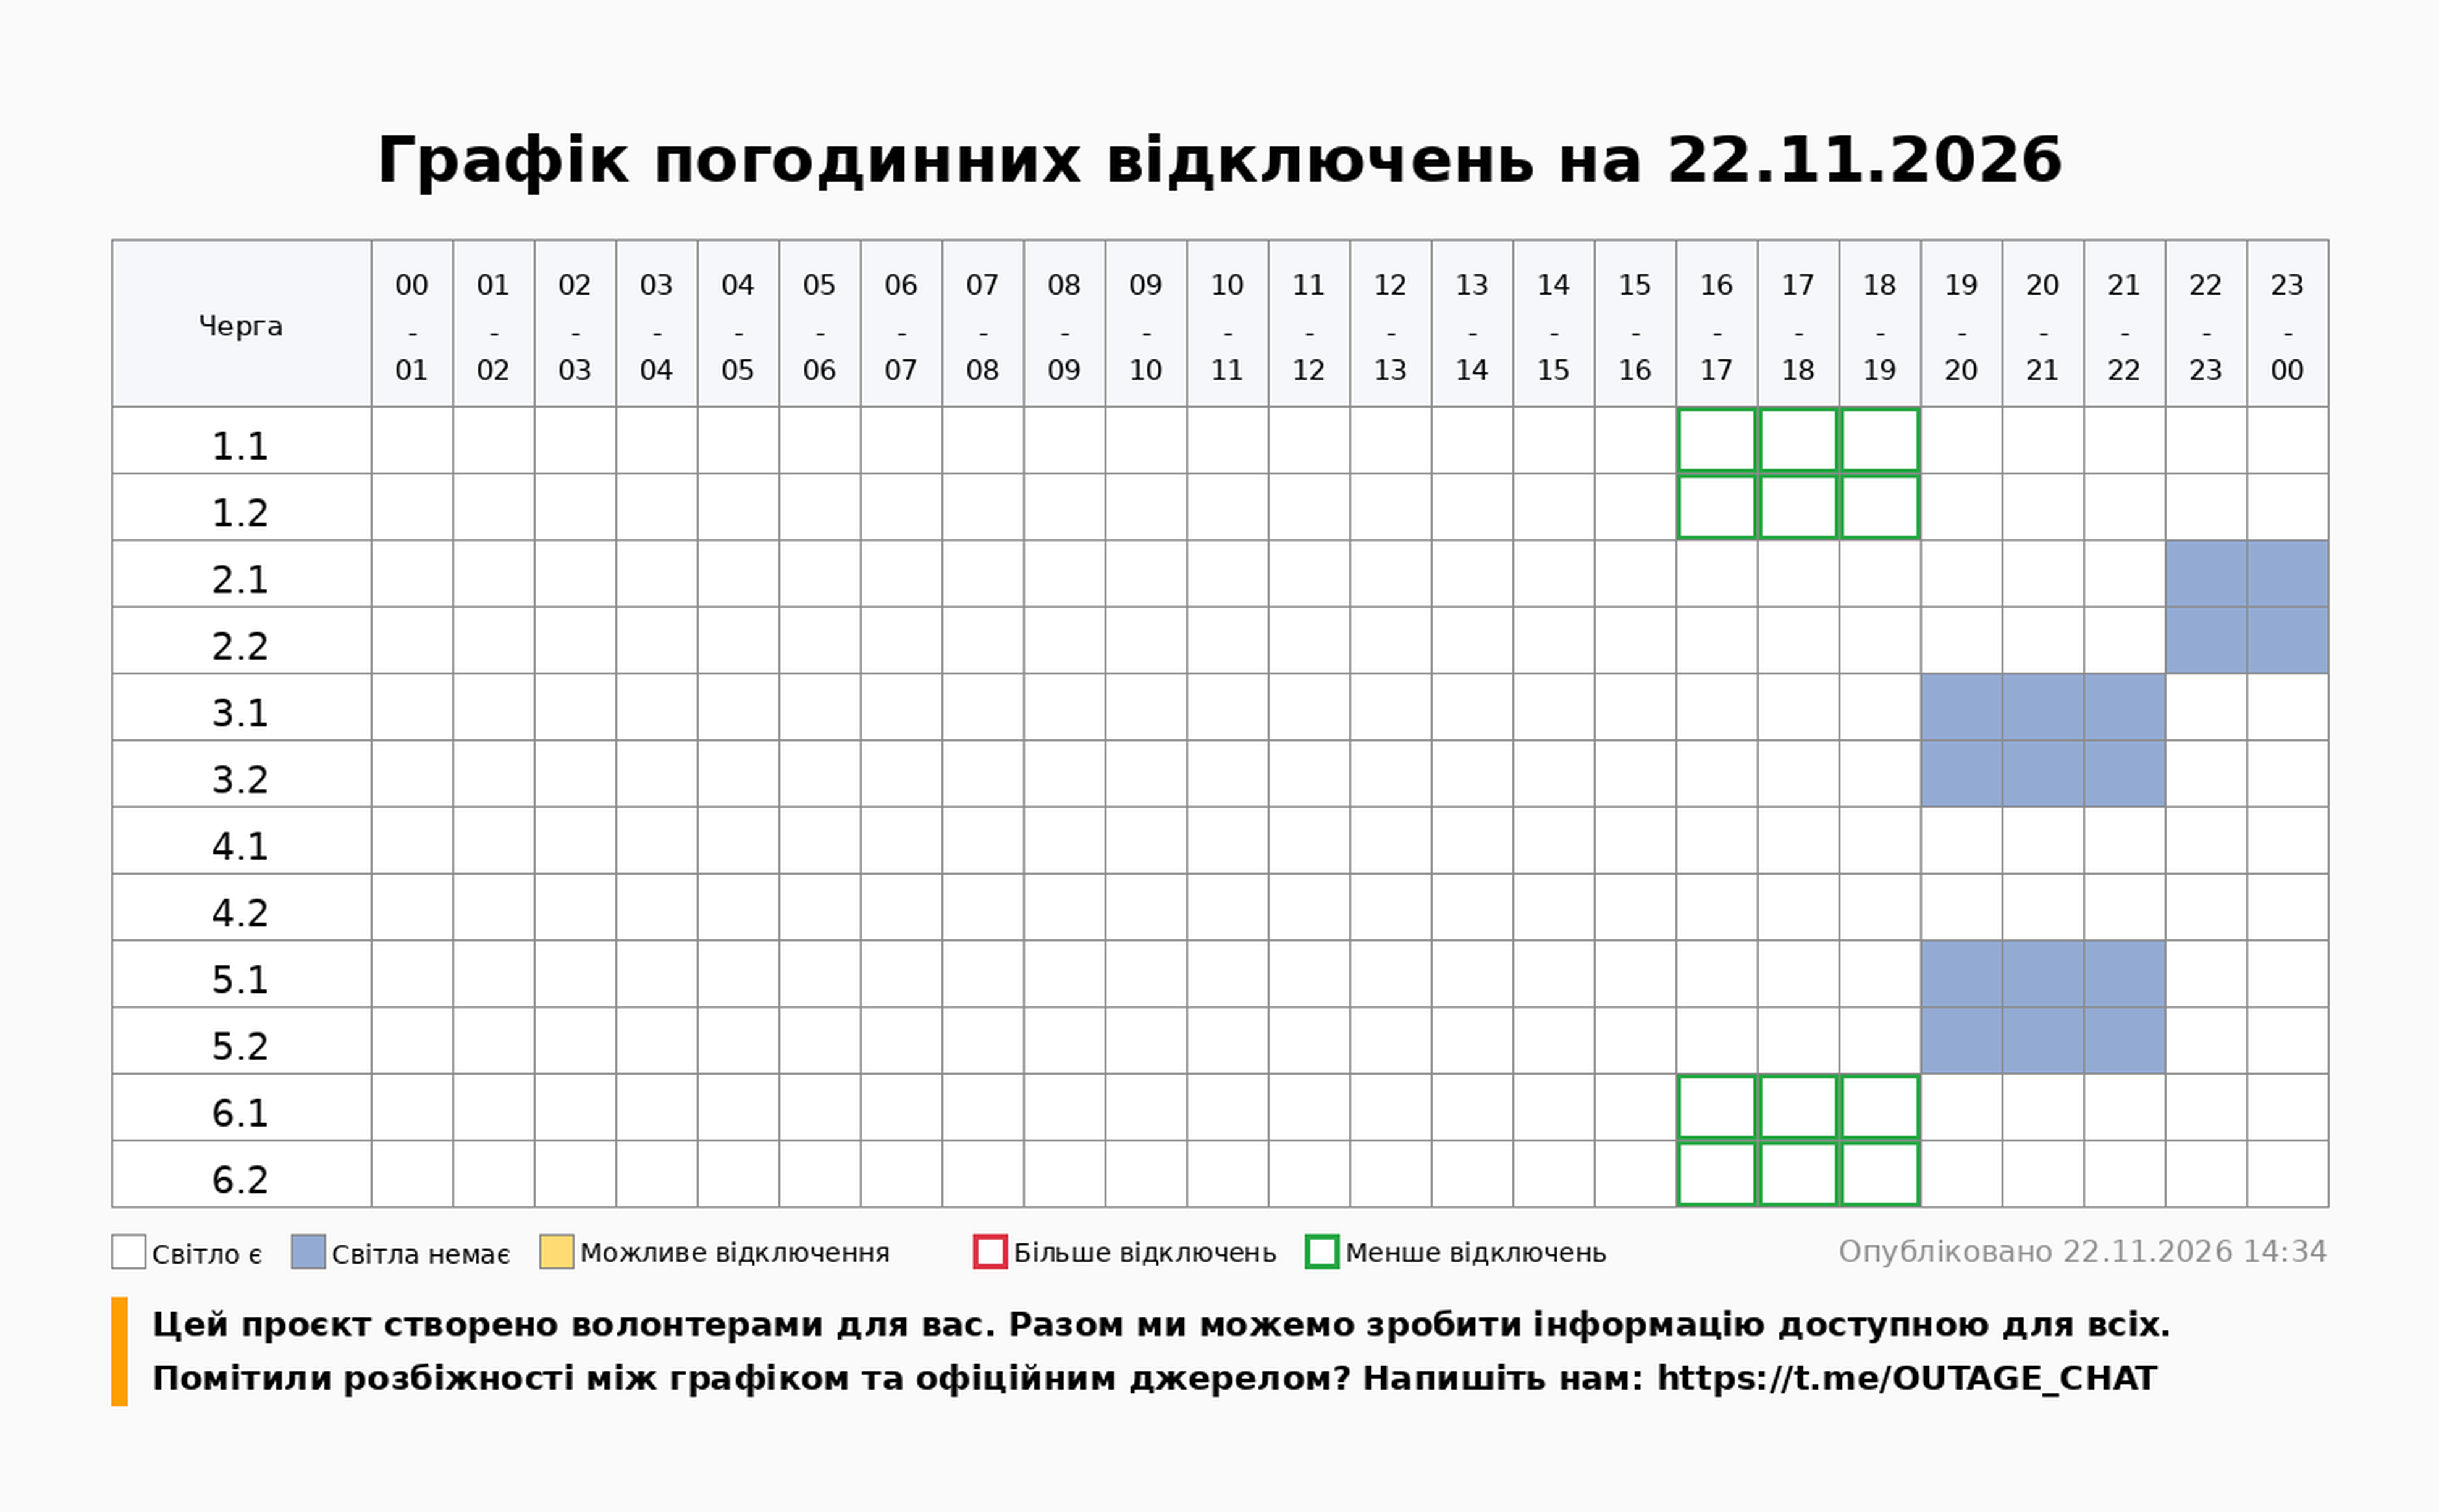 Графік погодинних відключень на 22.11.2026
Черга 00 - 01 01 - 02 02 - 03 03 - 04 04 - 05 05 - 06 06 - 07 07 - 08 08 - 09 09 - 10 10 - 11 11 - 12 12 - 13 13 - 14 14 - 15 15 - 16 16 - 17 17 - 18 18 - 19 19 - 20 20 - 21 21 - 22 22 - 23 23 - 00
1.1
1.2
2.1
2.2
3.1
3.2
4.1
4.2
5.1
5.2
6.1
6.2
Світло є Світла немає Можливе відключення Більше відключень Менше відключень Опубліковано 22.11.2026 14:34
Цей проєкт створено волонтерами для вас. Разом ми можемо зробити інформацію доступною для всіх.
Помітили розбіжності між графіком та офіційним джерелом? Напишіть нам: https://t.me/OUTAGE_CHAT